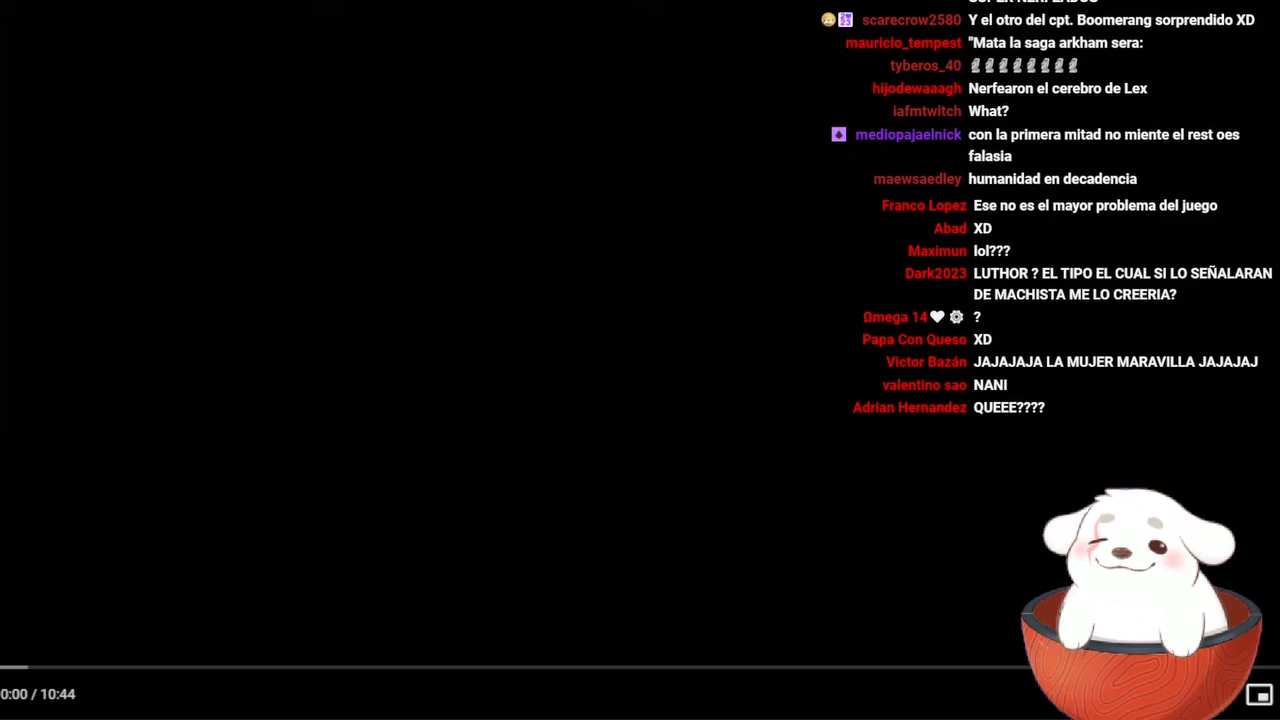 scarecrow2580 Y el otro del cpt. Boomerang sorprendido XD
mauricio_tempest "Mata la saga arkham sera:
tyberos_40
hijodewaaagh Nerfearon el cerebro de Lex
iafmtwitch What?
mediopajaelnick con la primera mitad no miente el rest oes
falasia
maewsaedley humanidad en decadencia
Franco Lopez Ese no es el mayor problema del juego
Abad XD
Maximun lol???
Dark2023 LUTHOR ? EL TIPO EL CUAL SI LO SEÑALARAN
DE MACHISTA ME LO CREERIA?
Ωmega 14 ?
Papa Con Queso XD
Victor Bazán JAJAJAJA LA MUJER MARAVILLA JAJAJAJ
valentino sao NANI
Adrian Hernandez QUEEE????
0:00 / 10:44